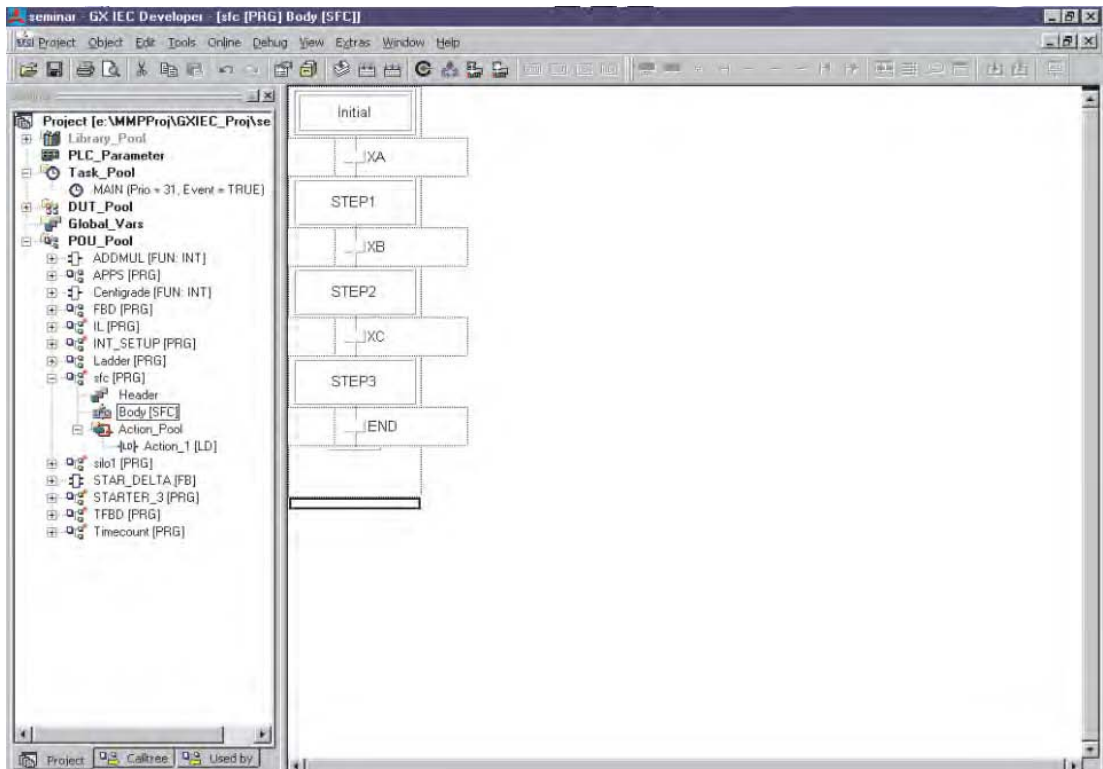 seminar - GX IEC Developer - [sfc [PRG] Body [SFC]]
Project Object Edit Tools Online Debug View Extras Window Help
Project [e:\MMPProj\GXIEC_Proj\se
Library_Pool
PLC_Parameter
Task_Pool
MAIN (Prio = 31, Event = TRUE)
DUT_Pool
Global_Vars
POU_Pool
ADDMUL [FUN: INT]
APPS [PRG]
Centigrade [FUN: INT]
FBD [PRG]
IL [PRG]
INT_SETUP [PRG]
Ladder [PRG]
sfc [PRG]
Header
Body [SFC]
Action_Pool
Action_1 [LD]
silo1 [PRG]
STAR_DELTA [FB]
STARTER_3 [PRG]
TFBD [PRG]
Timecount [PRG]
Project Calltree Used by
Initial
XA
STEP1
XB
STEP2
XC
STEP3
END